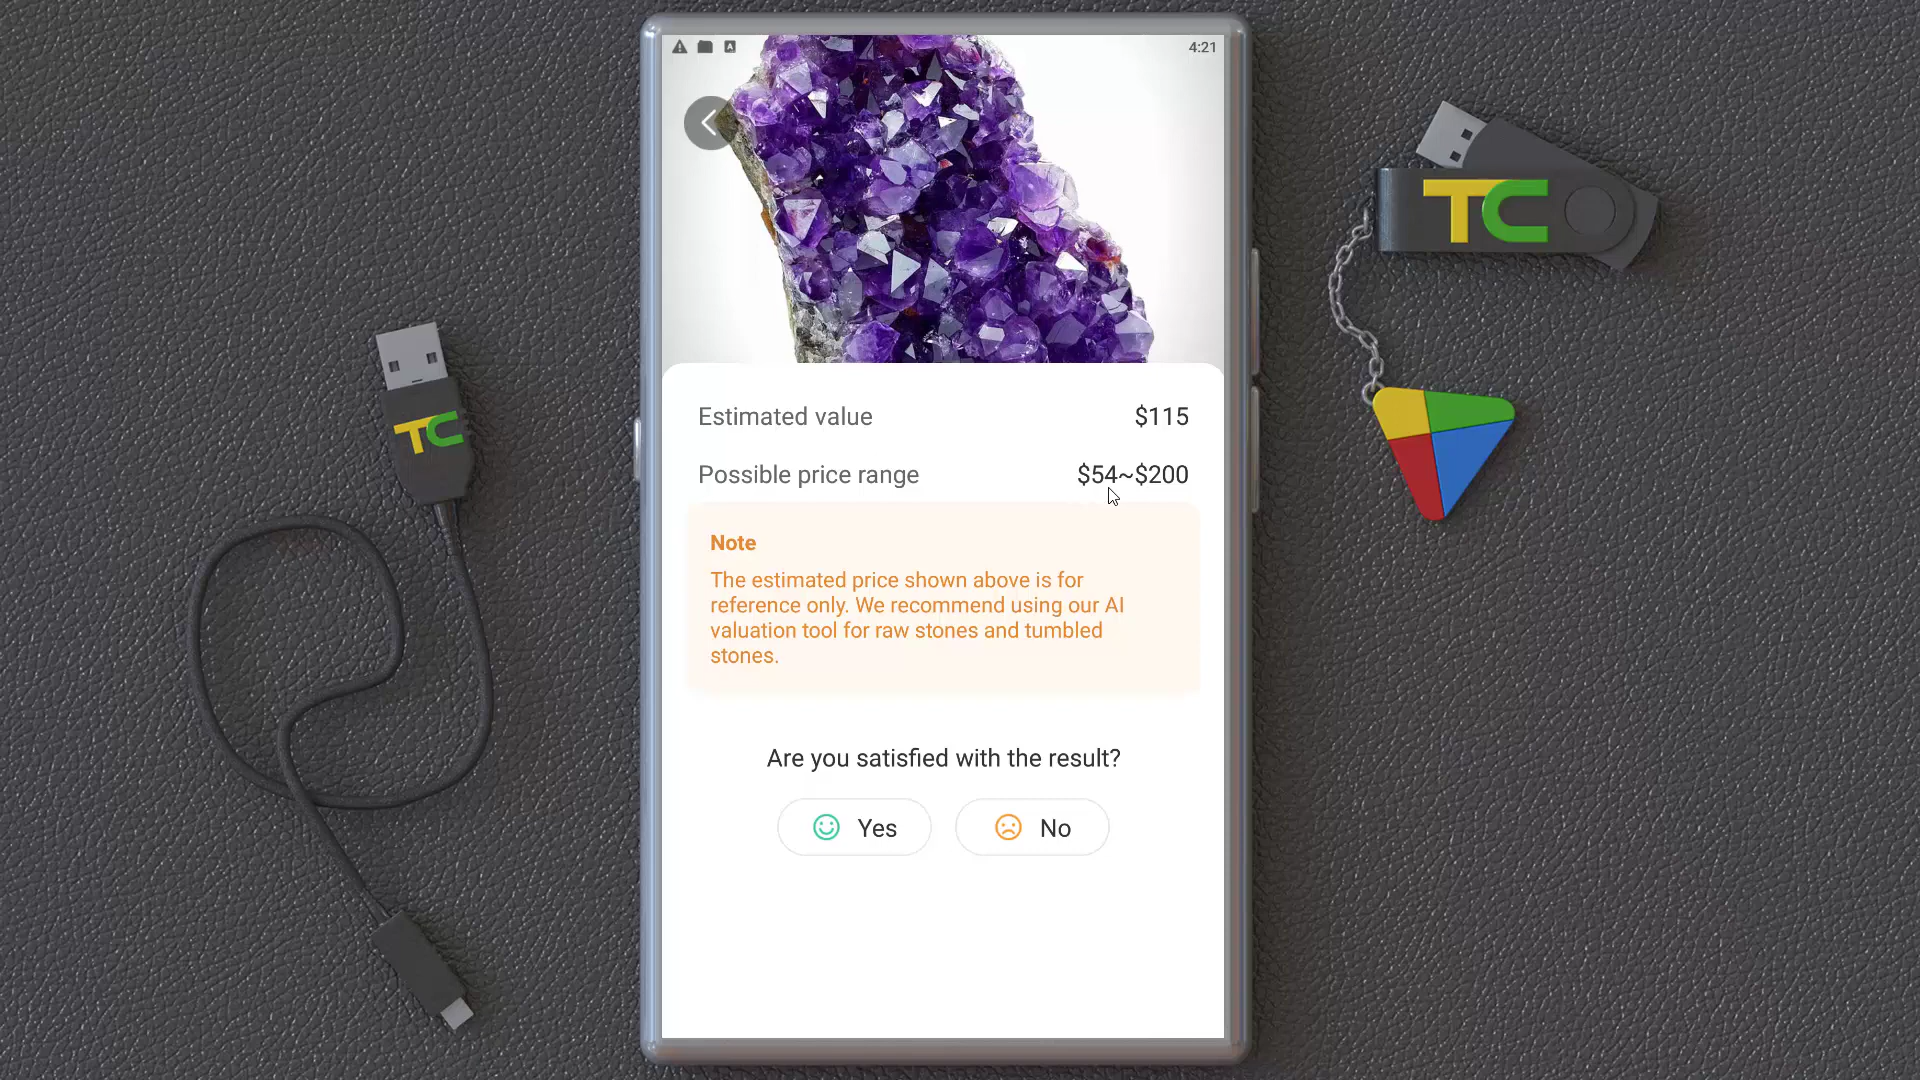 4:21
Estimated value $115
Possible price range $54~$200
Note
The estimated price shown above is for
reference only. We recommend using our AI
valuation tool for raw stones and tumbled
stones.
Are you satisfied with the result?
Yes No
TC
TC